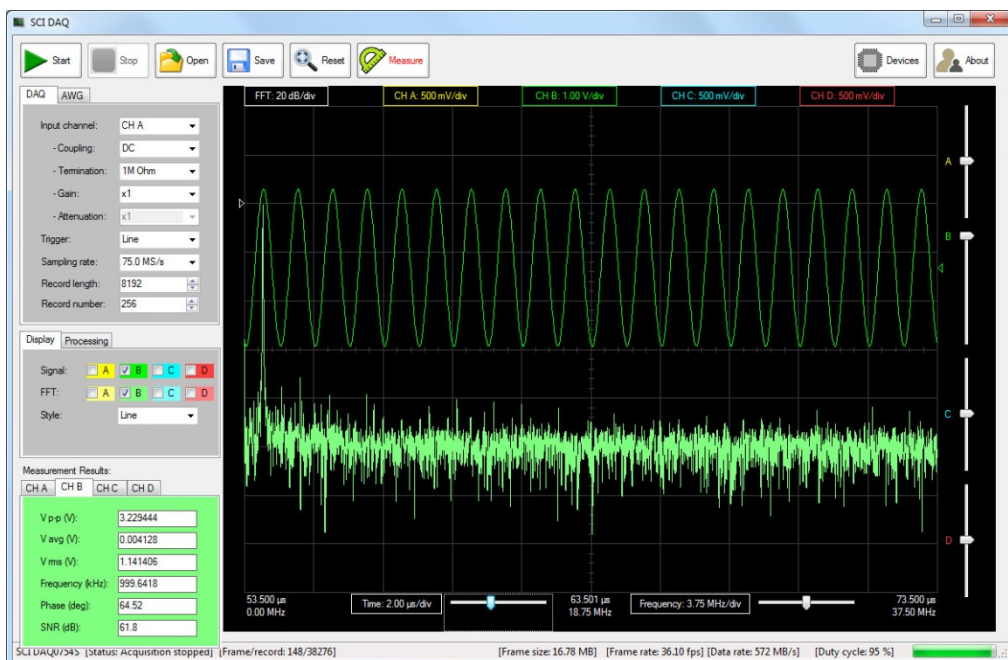 SCI DAQ
Start Stop Open Save Reset Measure Devices About
DAQ AWG
FFT: 20 dB/div CH A: 500 mV/div CH B: 1.00 V/div CH C: 500 mV/div CH D: 500 mV/div
Input channel: CH A
- Coupling: DC
- Termination: 1M Ohm
- Gain: x1
- Attenuation: x1
Trigger: Line
Sampling rate: 75.0 MS/s
Record length: 8192
Record number: 256
A
B
C
D
Display Processing
Signal: A B C D
FFT: A B C D
Style: Line
Measurement Results:
CH A CH B CH C CH D
V p-p (V): 3.229444
V avg (V): 0.004128
V rms (V): 1.141406
Frequency (kHz): 999.6418
Phase (deg): 64.52
SNR (dB): 61.8
53.500 µs 63.501 µs 73.500 µs
0.00 MHz 18.75 MHz 37.50 MHz
Time: 2.00 µs/div Frequency: 3.75 MHz/div
SCI DAQ0754S [Status: Acquisition stopped] [Frame/record: 148/38276] [Frame size: 16.78 MB] [Frame rate: 36.10 fps] [Data rate: 572 MB/s] [Duty cycle: 95 %]